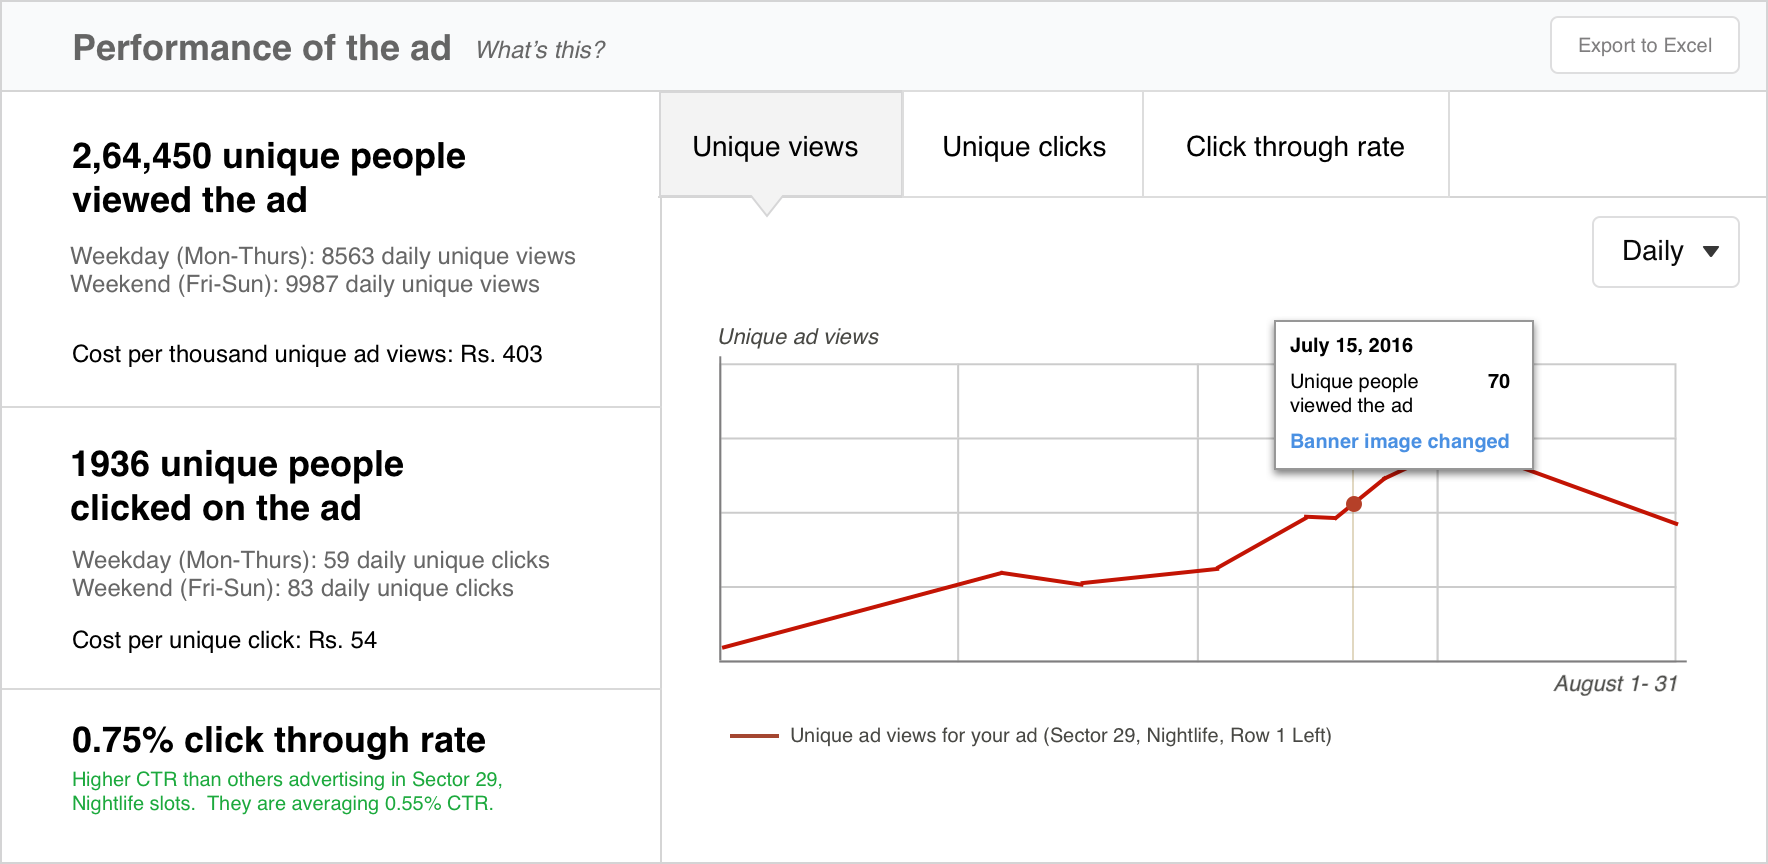 Performance of the ad What's this?
Export to Excel
2,64,450 unique people
viewed the ad
Weekday (Mon-Thurs): 8563 daily unique views
Weekend (Fri-Sun): 9987 daily unique views
Cost per thousand unique ad views: Rs. 403
1936 unique people
clicked on the ad
Weekday (Mon-Thurs): 59 daily unique clicks
Weekend (Fri-Sun): 83 daily unique clicks
Cost per unique click: Rs. 54
0.75% click through rate
Higher CTR than others advertising in Sector 29,
Nightlife slots.  They are averaging 0.55% CTR.
Unique views
Unique clicks
Click through rate
Daily
Unique ad views
July 15, 2016
Unique people 70
viewed the ad
Banner image changed
August 1- 31
Unique ad views for your ad (Sector 29, Nightlife, Row 1 Left)